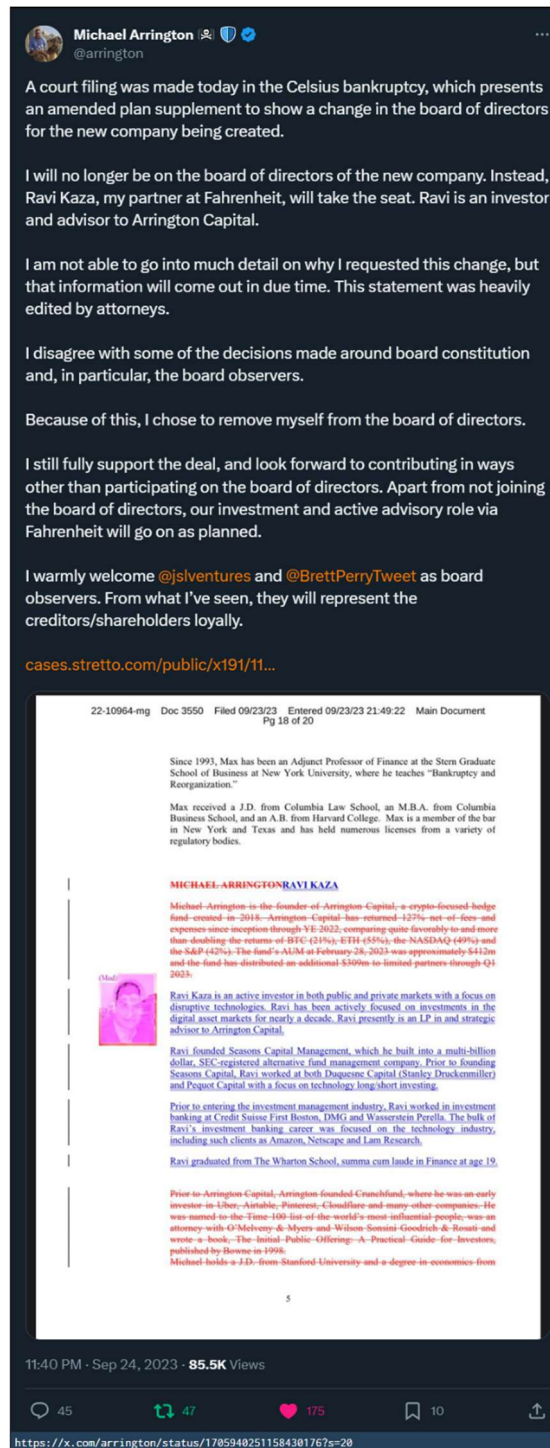 Michael Arrington
@arrington
A court filing was made today in the Celsius bankruptcy, which presents
an amended plan supplement to show a change in the board of directors
for the new company being created.
I will no longer be on the board of directors of the new company. Instead,
Ravi Kaza, my partner at Fahrenheit, will take the seat. Ravi is an investor
and advisor to Arrington Capital.
I am not able to go into much detail on why I requested this change, but
that information will come out in due time. This statement was heavily
edited by attorneys.
I disagree with some of the decisions made around board constitution
and, in particular, the board observers.
Because of this, I chose to remove myself from the board of directors.
I still fully support the deal, and look forward to contributing in ways
other than participating on the board of directors. Apart from not joining
the board of directors, our investment and active advisory role via
Fahrenheit will go on as planned.
I warmly welcome @jslventures and @BrettPerryTweet as board
observers. From what I've seen, they will represent the
creditors/shareholders loyally.
cases.stretto.com/public/x191/11...
22-10964-mg Doc 3550 Filed 09/23/23 Entered 09/23/23 21:49:22 Main Document
Pg 18 of 20
Since 1993, Max has been an Adjunct Professor of Finance at the Stern Graduate
School of Business at New York University, where he teaches "Bankruptcy and
Reorganization."
Max received a J.D. from Columbia Law School, an M.B.A. from Columbia
Business School, and an A.B. from Harvard College. Max is a member of the bar
in New York and Texas and has held numerous licenses from a variety of
regulatory bodies.
MICHAEL ARRINGTONRAVI KAZA
Michael Arrington is the founder of Arrington Capital, a crypto-focused hedge
fund created in 2018. Arrington Capital has returned 127% net of fees and
expenses since inception through YE 2022, comparing quite favorably to and more
than doubling the returns of BTC (21%), ETH (55%), the NASDAQ (49%) and
the S&P (42%). The fund's AUM at February 28, 2023 was approximately $412m
and the fund has distributed an additional $309m to limited partners through Q1
2023.
Ravi Kaza is an active investor in both public and private markets with a focus on
disruptive technologies. Ravi has been actively focused on investments in the
digital asset markets for nearly a decade. Ravi presently is an LP in and strategic
advisor to Arrington Capital.
Ravi founded Seasons Capital Management, which he built into a multi-billion
dollar, SEC-registered alternative fund management company. Prior to founding
Seasons Capital, Ravi worked at both Duquesne Capital (Stanley Druckenmiller)
and Pequot Capital with a focus on technology long/short investing.
Prior to entering the investment management industry, Ravi worked in investment
banking at Credit Suisse First Boston, DMG and Wasserstein Perella. The bulk of
Ravi's investment banking career was focused on the technology industry,
including such clients as Amazon, Netscape and Lam Research.
Ravi graduated from The Wharton School, summa cum laude in Finance at age 19.
Prior to Arrington Capital, Arrington founded Crunchfund, where he was an early
investor in Uber, Airtable, Pinterest, Cloudflare and many other companies. He
was named to the Time 100 list of the world's most influential people, was an
attorney with O'Melveny & Myers and Wilson Sonsini Goodrich & Rosati and
wrote a book, The Initial Public Offering: A Practical Guide for Investors,
published by Bowne in 1998.
Michael holds a J.D. from Stanford University and a degree in economics from
5
11:40 PM · Sep 24, 2023 · 85.5K Views
45 47 175 10
https://x.com/arrington/status/1705940251158430176?s=20